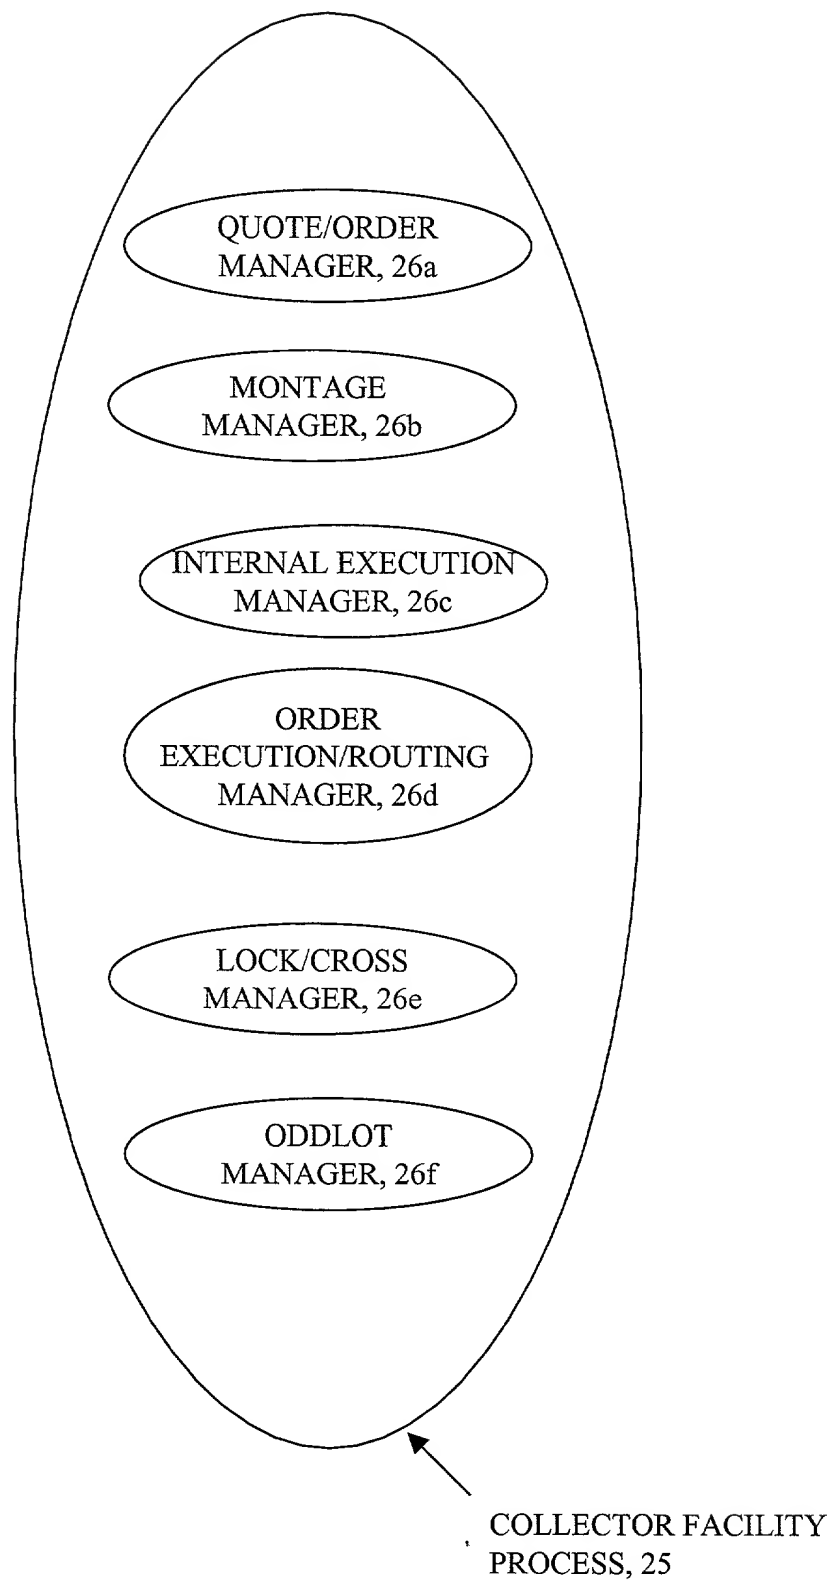 QUOTE/ORDER
MANAGER, 26a
MONTAGE
MANAGER, 26b
INTERNAL EXECUTION
MANAGER, 26c
ORDER
EXECUTION/ROUTING
MANAGER, 26d
LOCK/CROSS
MANAGER, 26e
ODDLOT
MANAGER, 26f
COLLECTOR FACILITY
PROCESS, 25